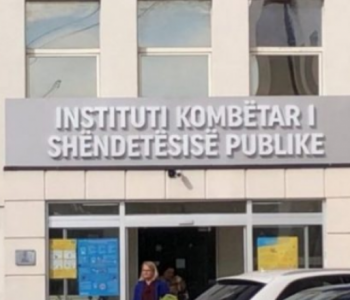 INSTITUTI KOMBËTAR I
SHËNDETËSISË PUBLIKE